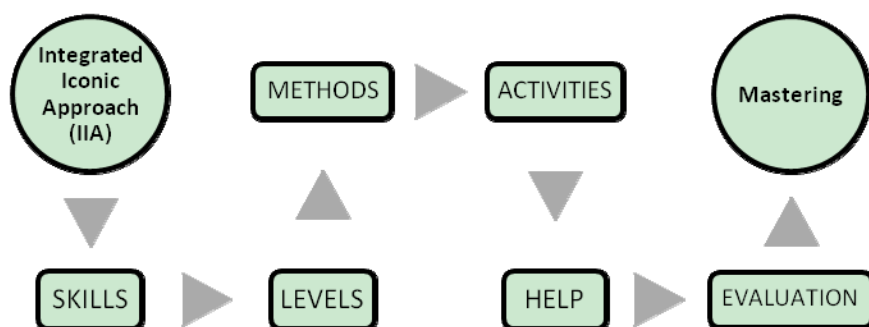 Integrated
Iconic
Approach
(IIA)
SKILLS
LEVELS
METHODS
ACTIVITIES
HELP
EVALUATION
Mastering